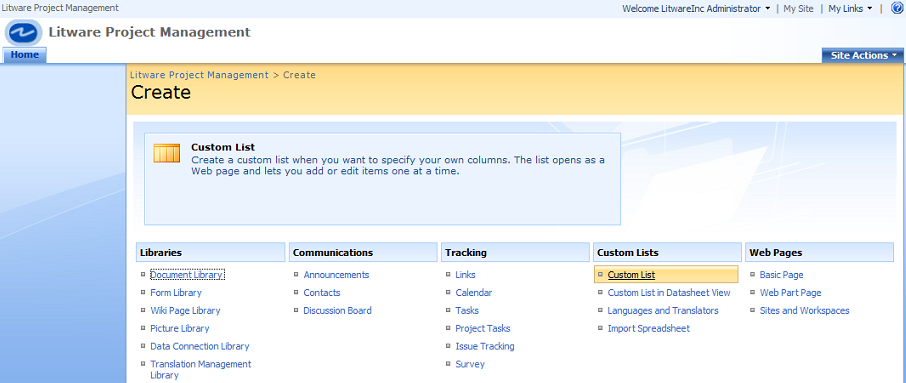 Litware Project Management
Welcome LitwareInc Administrator | My Site | My Links |
Litware Project Management
Home
Site Actions
Litware Project Management > Create
Create
Custom List
Create a custom list when you want to specify your own columns. The list opens as a
Web page and lets you add or edit items one at a time.
Libraries
Document Library
Form Library
Wiki Page Library
Picture Library
Data Connection Library
Translation Management
Library
Communications
Announcements
Contacts
Discussion Board
Tracking
Links
Calendar
Tasks
Project Tasks
Issue Tracking
Survey
Custom Lists
Custom List
Custom List in Datasheet View
Languages and Translators
Import Spreadsheet
Web Pages
Basic Page
Web Part Page
Sites and Workspaces